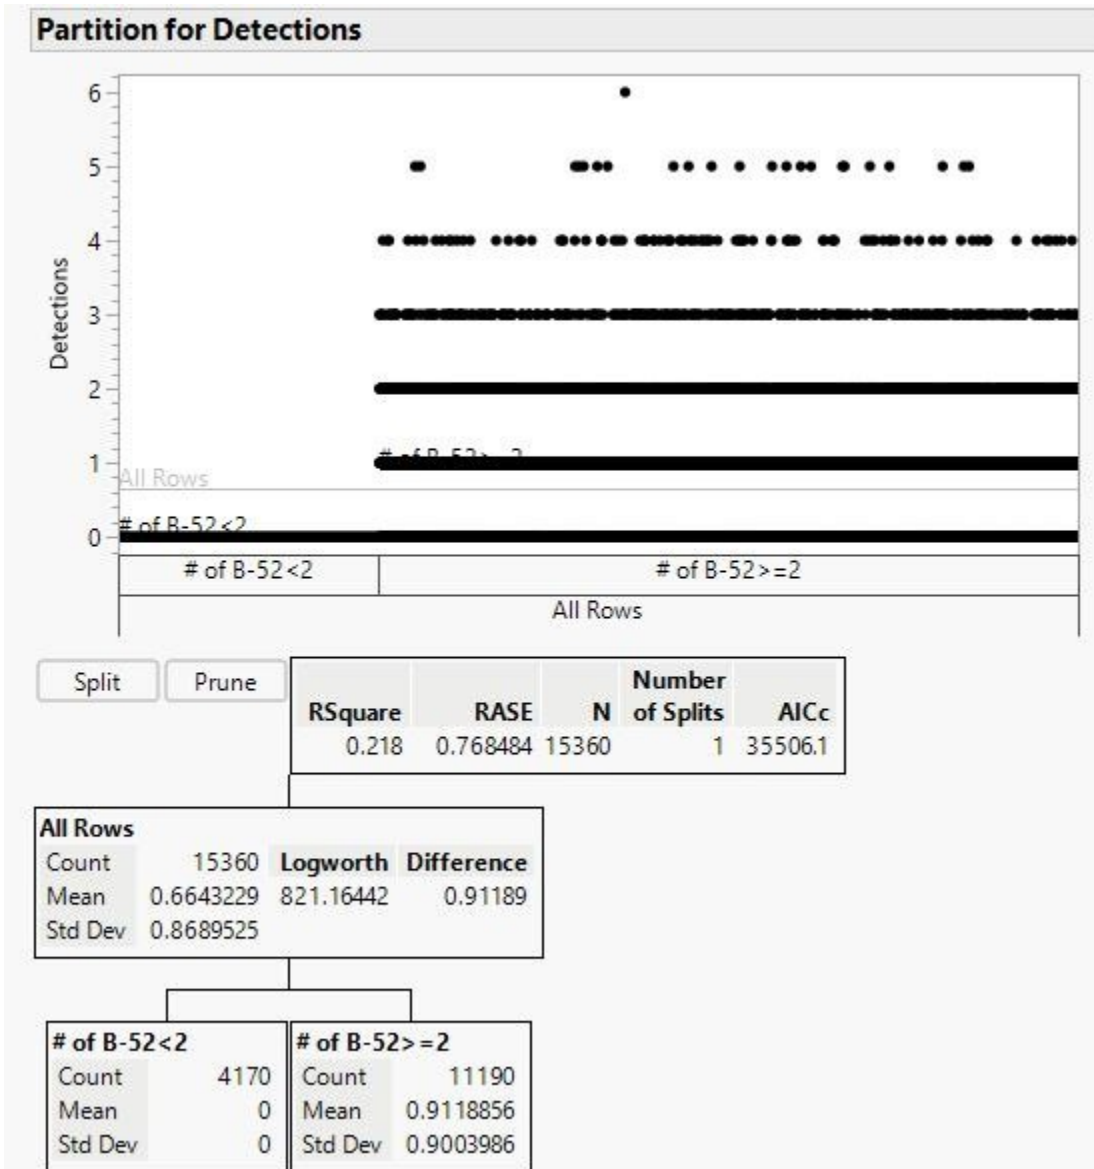 Partition for Detections
6
5
4
3
2
1
0
Detections
# of B-52>=2
All Rows
# of B-52<2
# of B-52<2 # of B-52>=2
All Rows
Split Prune
Number
RSquare RASE N of Splits AICc
0.218 0.768484 15360 1 35506.1
All Rows
Count 15360 Logworth Difference
Mean 0.6643229 821.16442 0.91189
Std Dev 0.8689525
# of B-52<2 # of B-52>=2
Count 4170 Count 11190
Mean 0 Mean 0.9118856
Std Dev 0 Std Dev 0.9003986